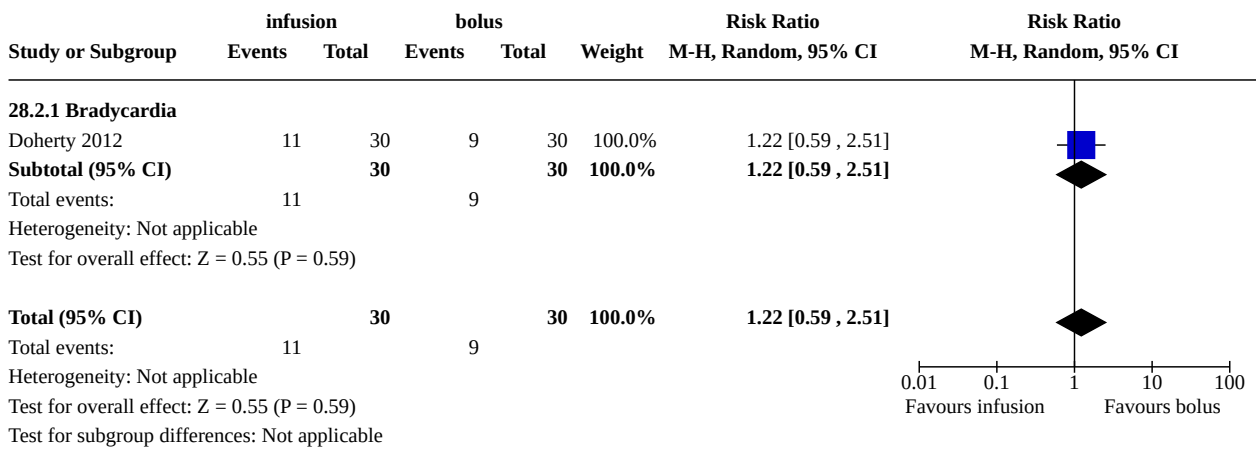 infusion bolus Risk Ratio Risk Ratio
Study or Subgroup Events Total Events Total Weight M-H, Random, 95% CI M-H, Random, 95% CI
28.2.1 Bradycardia
Doherty 2012 11 30 9 30 100.0% 1.22 [0.59 , 2.51]
Subtotal (95% CI) 30 30 100.0% 1.22 [0.59 , 2.51]
Total events: 11 9
Heterogeneity: Not applicable
Test for overall effect: Z = 0.55 (P = 0.59)
Total (95% CI) 30 30 100.0% 1.22 [0.59 , 2.51]
Total events: 11 9
Heterogeneity: Not applicable
Test for overall effect: Z = 0.55 (P = 0.59)
Test for subgroup differences: Not applicable
0.01 0.1 1 10 100
Favours infusion Favours bolus